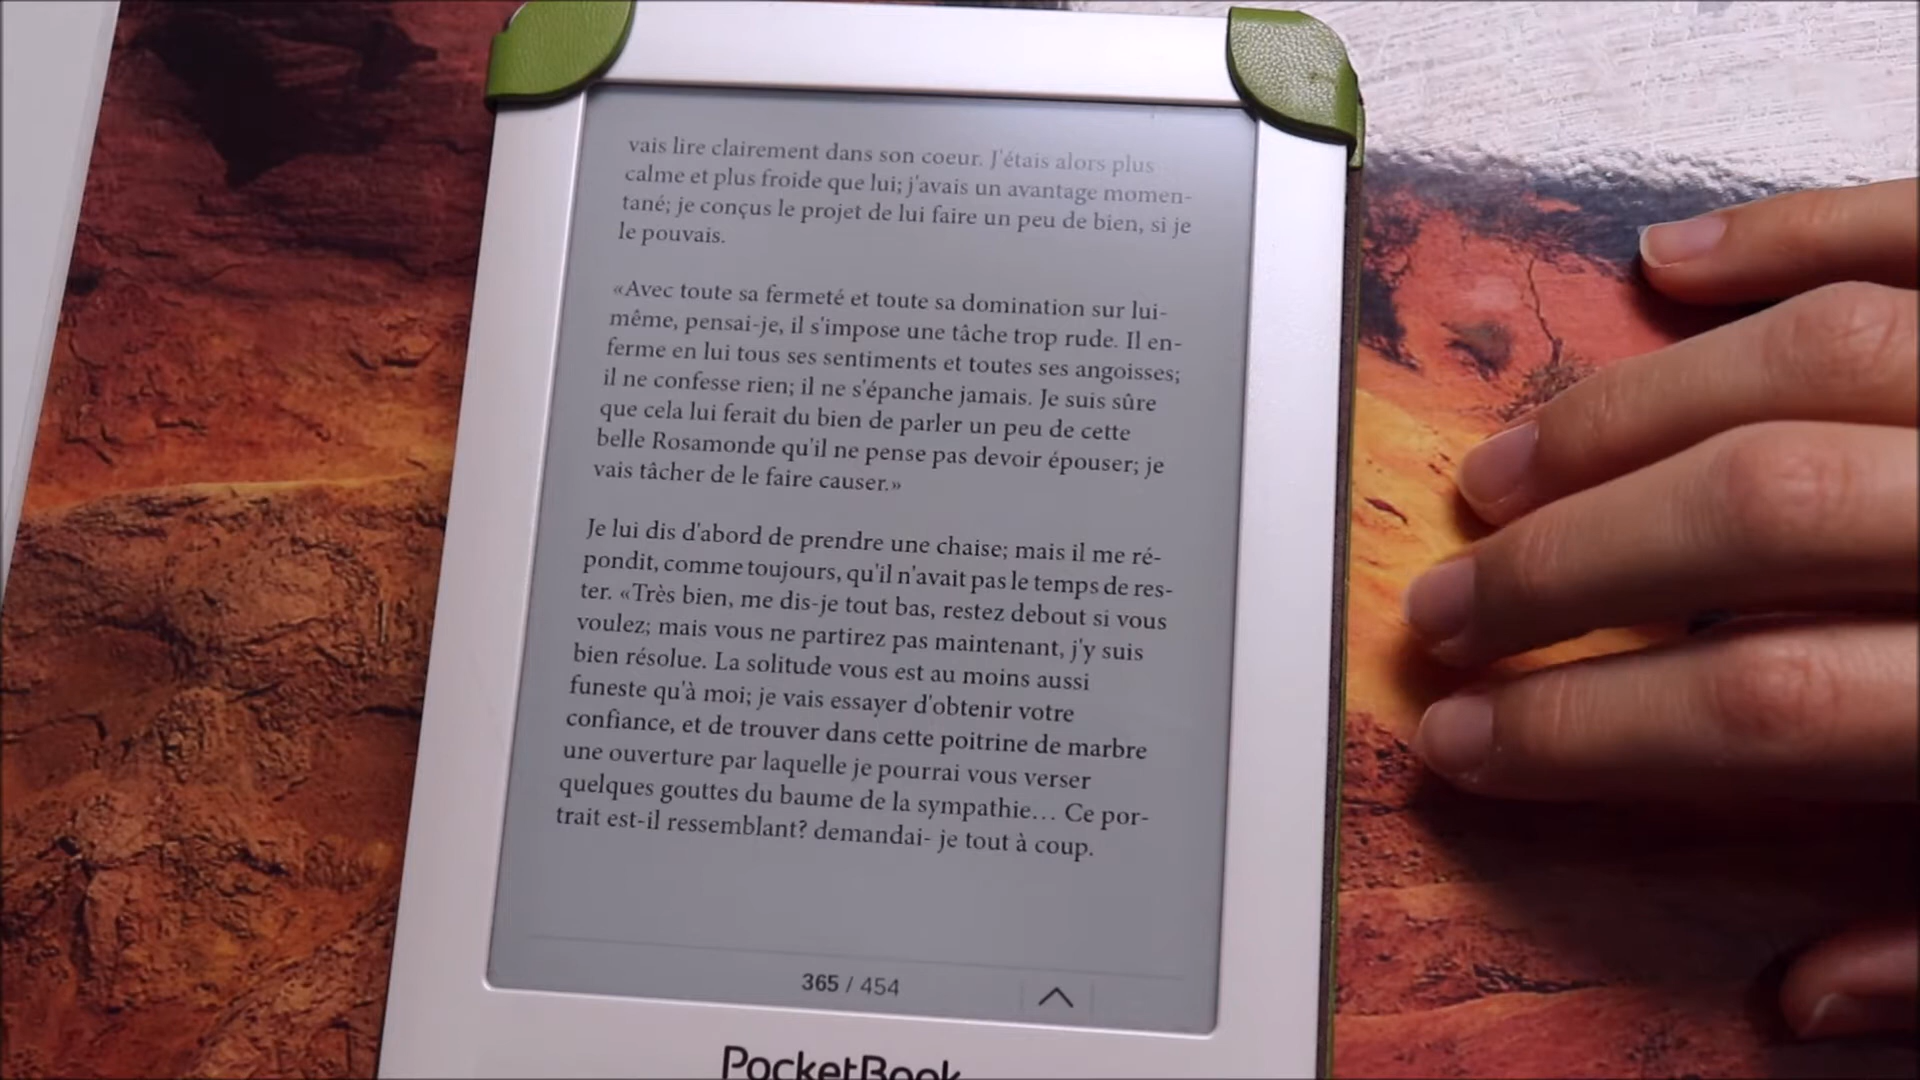 vais lire clairement dans son coeur. J'étais alors plus
calme et plus froide que lui; j'avais un avantage momen-
tané; je conçus le projet de lui faire un peu de bien, si je
le pouvais.
«Avec toute sa fermeté et toute sa domination sur lui-
même, pensai-je, il s'impose une tâche trop rude. Il en-
ferme en lui tous ses sentiments et toutes ses angoisses;
il ne confesse rien; il ne s'épanche jamais. Je suis sûre
que cela lui ferait du bien de parler un peu de cette
belle Rosamonde qu'il ne pense pas devoir épouser; je
vais tâcher de le faire causer.»
Je lui dis d'abord de prendre une chaise; mais il me ré-
pondit, comme toujours, qu'il n'avait pas le temps de res-
ter. «Très bien, me dis-je tout bas, restez debout si vous
voulez; mais vous ne partirez pas maintenant, j'y suis
bien résolue. La solitude vous est au moins aussi
funeste qu'à moi; je vais essayer d'obtenir votre
confiance, et de trouver dans cette poitrine de marbre
une ouverture par laquelle je pourrai vous verser
quelques gouttes du baume de la sympathie… Ce por-
trait est-il ressemblant? demandai- je tout à coup.
365 / 454
PocketBook